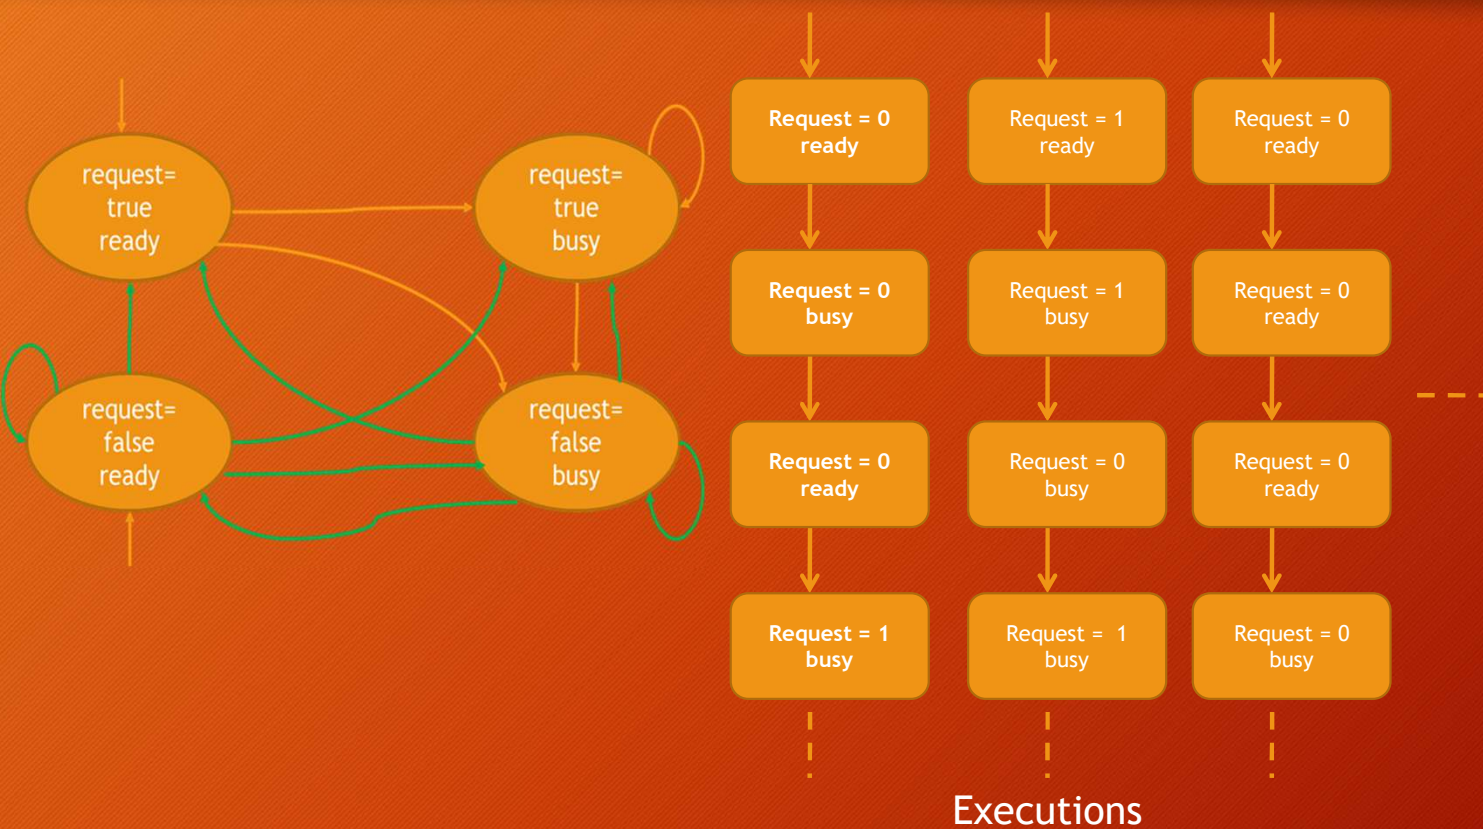 request=
true
ready
request=
true
busy
request=
false
ready
request=
false
busy
Request = 0
ready
Request = 1
ready
Request = 0
ready
Request = 0
busy
Request = 1
busy
Request = 0
ready
Request = 0
ready
Request = 0
busy
Request = 0
ready
Request = 1
busy
Request =  1
busy
Request = 0
busy
Executions